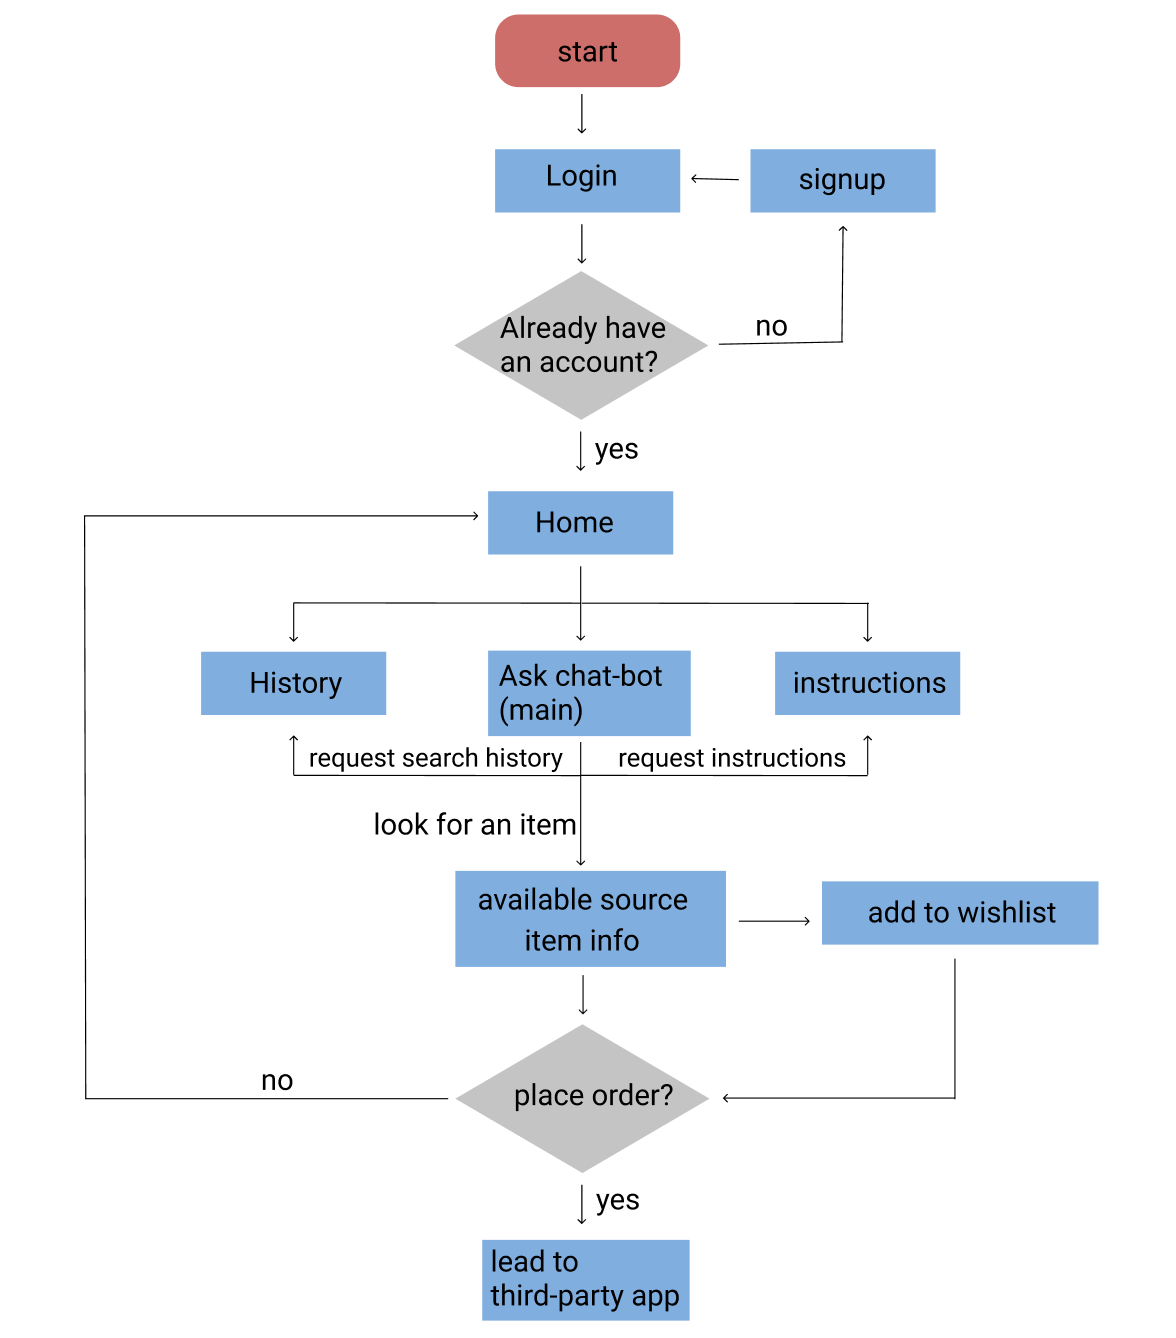 start
Login
signup
Already have
an account?
no
yes
Home
History
Ask chat-bot
(main)
instructions
request search history
request instructions
look for an item
available source
item info
add to wishlist
no
place order?
yes
lead to
third-party app